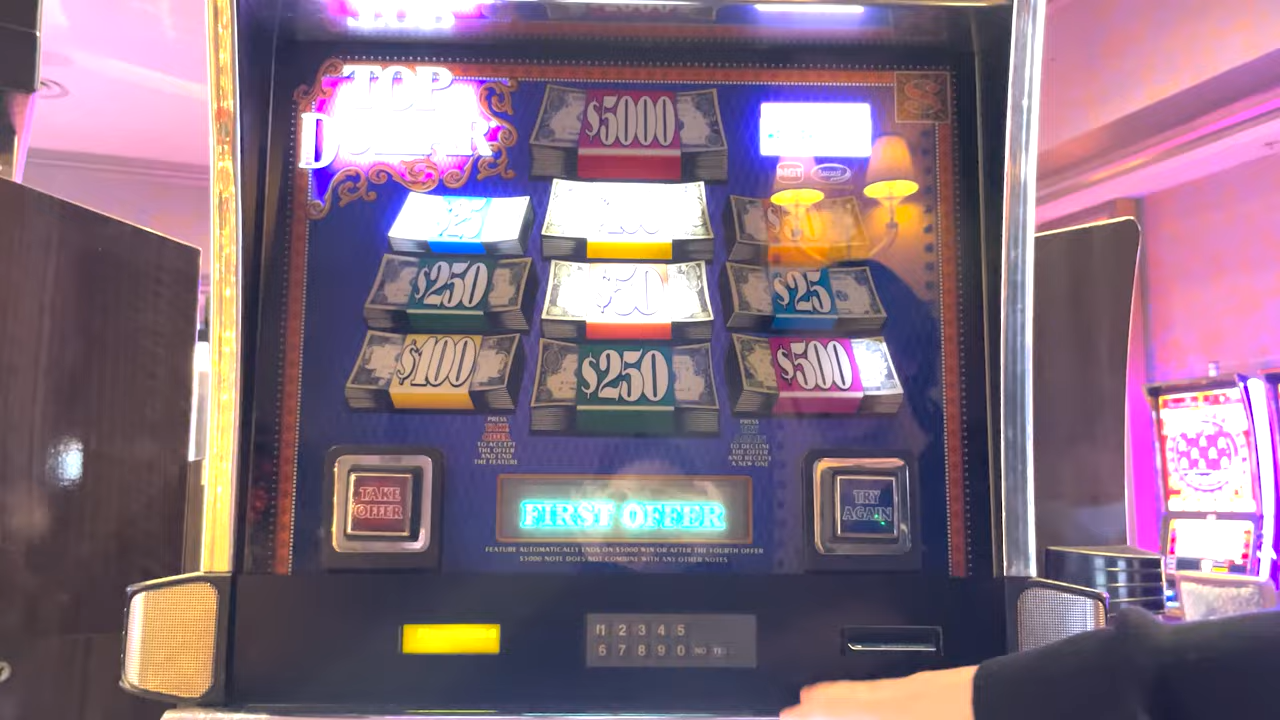 TOP
DOLLAR
$5000
$25
$50
$250
$50
$25
$100
$250
$500
PRESS
TAKE
OFFER
TO ACCEPT
THE OFFER
AND END
THE FEATURE
PRESS
TRY
AGAIN
TO DECLINE
THE OFFER
AND RECEIVE
A NEW ONE
TAKE
OFFER
FIRST OFFER
TRY
AGAIN
FEATURE AUTOMATICALLY ENDS ON $5000 WIN OR AFTER THE FOURTH OFFER
$5000 NOTE DOES NOT COMBINE WITH ANY OTHER NOTES
1 2 3 4 5
6 7 8 9 0 NO YES